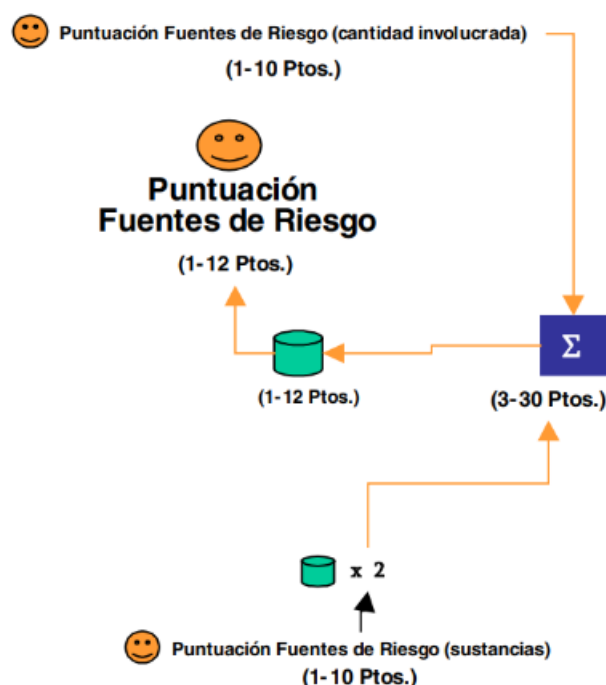 Puntuación Fuentes de Riesgo (cantidad involucrada)
(1-10 Ptos.)
Puntuación
Fuentes de Riesgo
(1-12 Ptos.)
Σ
(1-12 Ptos.)
(3-30 Ptos.)
x 2
Puntuación Fuentes de Riesgo (sustancias)
(1-10 Ptos.)